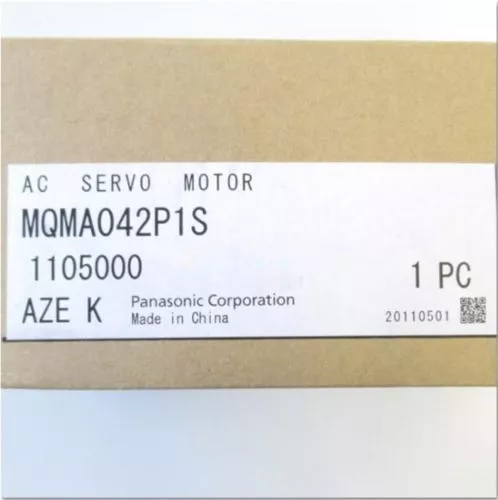 AC SERVO MOTOR
MQMA042P1S
1105000
1 PC
AZE K
Panasonic Corporation
Made in China
20110501